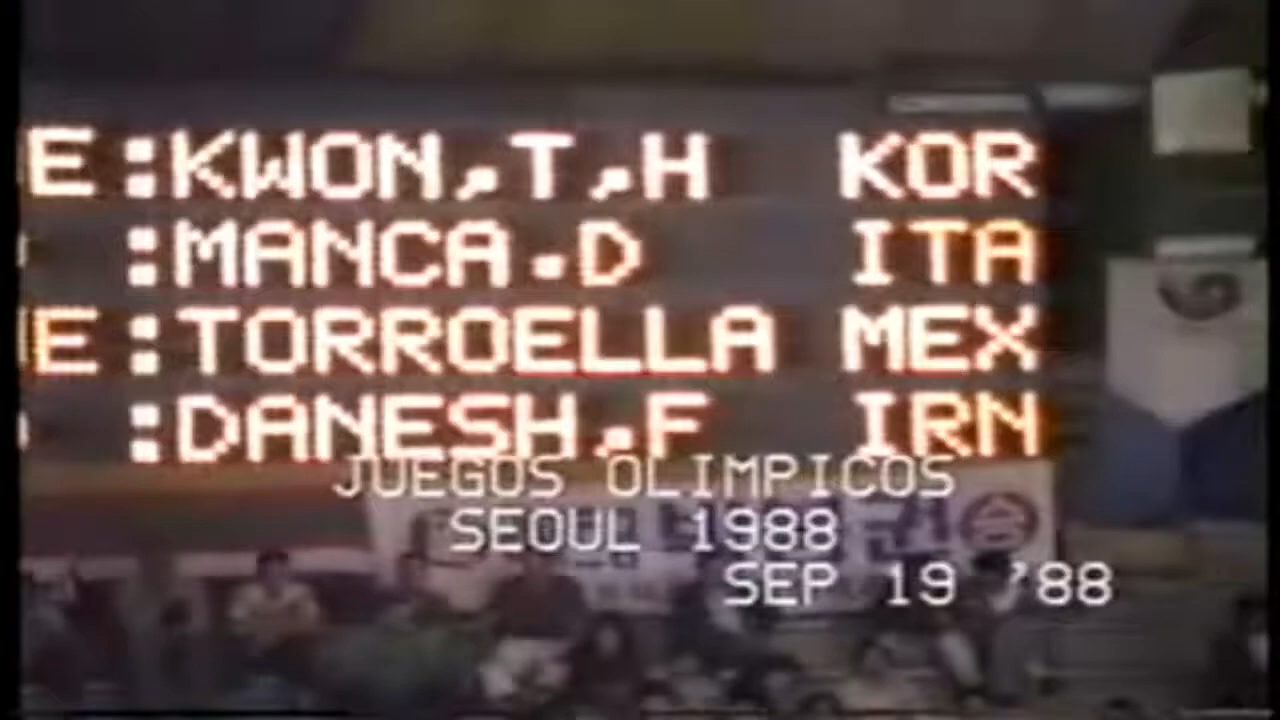 E :KWON,T,H KOR
:MANCA.D ITA
E :TORROELLA MEX
:DANESH.F IRN
JUEGOS OLIMPICOS
SEOUL 1988
SEP 19 '88